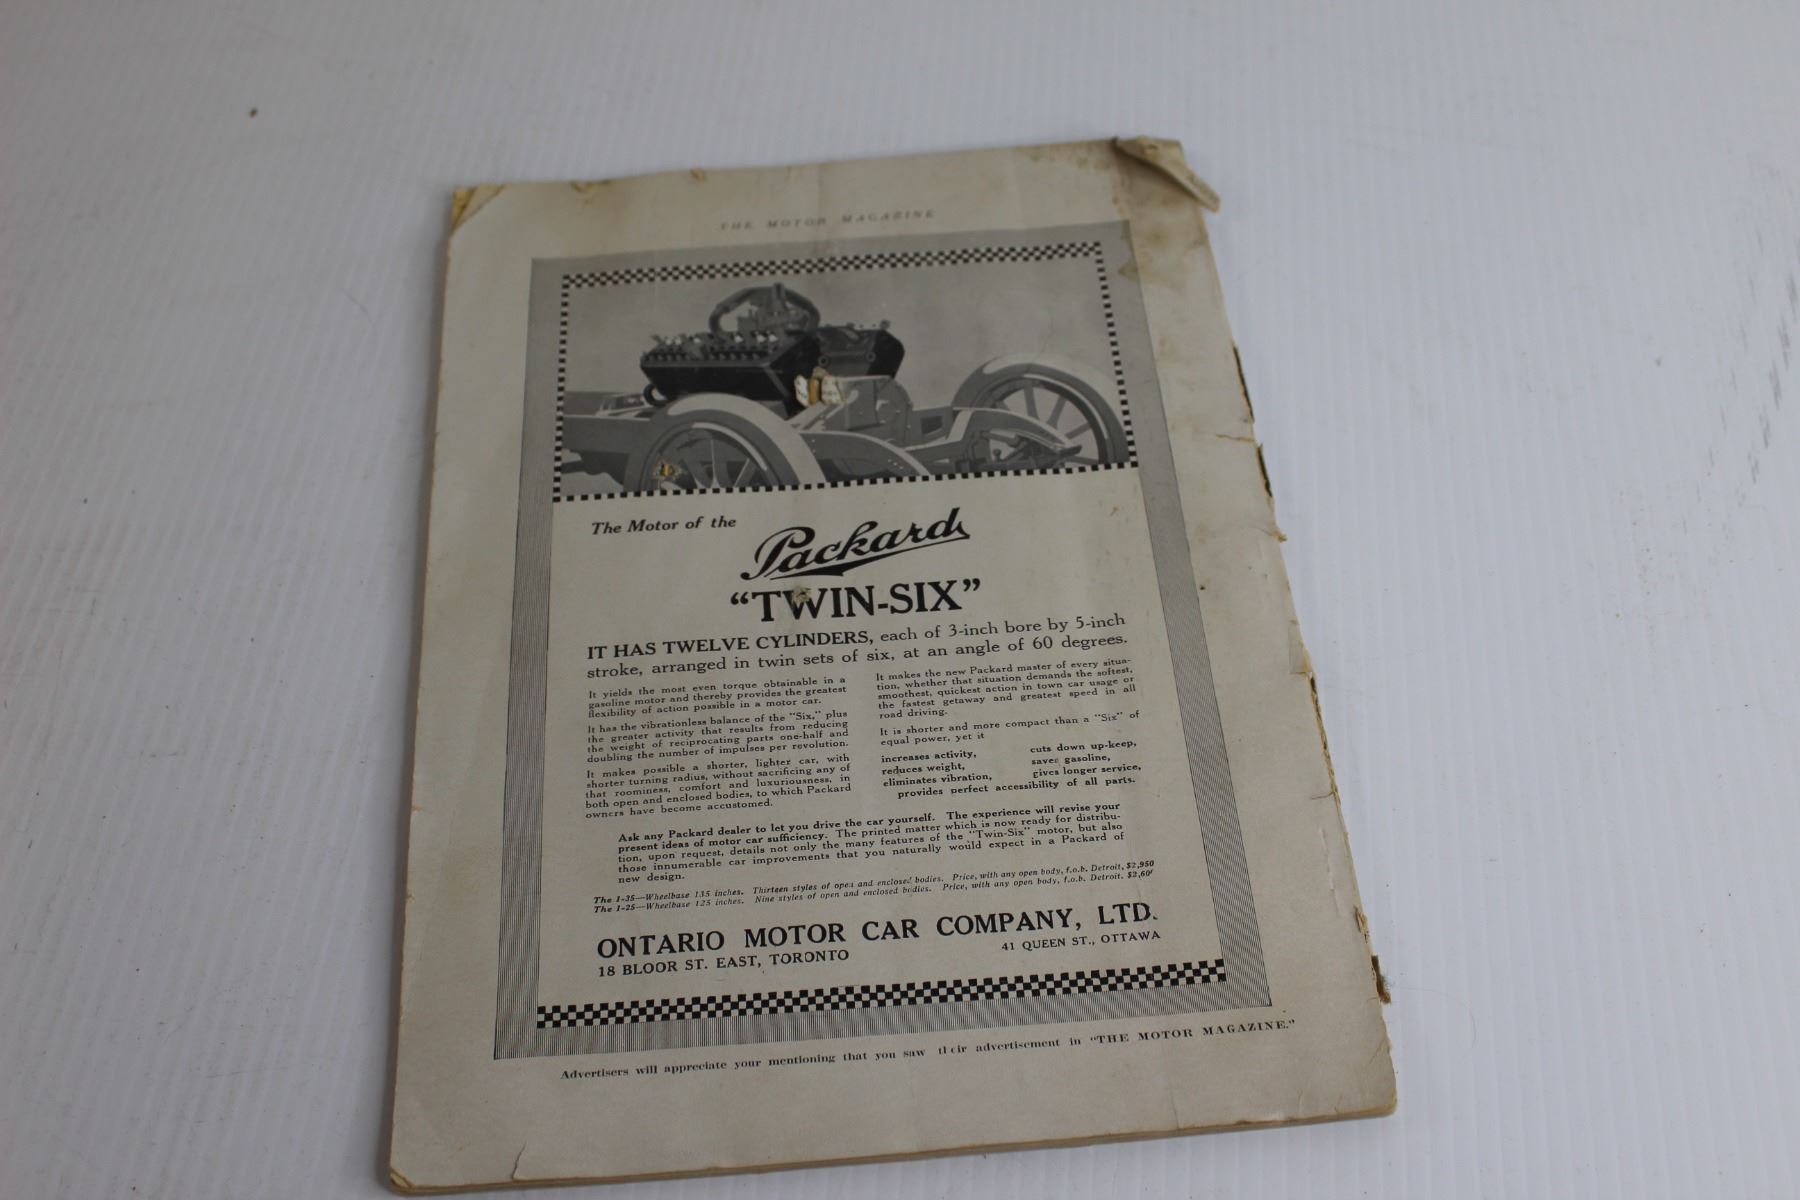 THE MOTOR MAGAZINE
The Motor of the
Packard
"TWIN-SIX"
IT HAS TWELVE CYLINDERS, each of 3-inch bore by 5-inch
stroke, arranged in twin sets of six, at an angle of 60 degrees.
It yields the most even torque obtainable in a
gasoline motor and thereby provides the greatest
flexibility of action possible in a motor car.
It has the vibrationless balance of the "Six," plus
the greater activity that results from reducing
the weight of reciprocating parts one-half and
doubling the number of impulses per revolution.
It makes possible a shorter, lighter car, with
shorter turning radius, without sacrificing any of
that roominess, comfort and luxuriousness, in
both open and enclosed bodies, to which Packard
owners have become accustomed.
It makes the new Packard master of every situa-
tion, whether that situation demands the softest,
smoothest, quickest action in town car usage or
the fastest getaway and greatest speed in all
road driving.
It is shorter and more compact than a "Six" of
equal power, yet it
increases activity,
reduces weight,
eliminates vibration,
cuts down up-keep,
saves gasoline,
gives longer service,
provides perfect accessibility of all parts.
Ask any Packard dealer to let you drive the car yourself. The experience will revise your
present ideas of motor car sufficiency. The printed matter which is now ready for distribu-
tion, upon request, details not only the many features of the "Twin-Six" motor, but also
those innumerable car improvements that you naturally would expect in a Packard of
new design.
The 1-35—Wheelbase 135 inches. Thirteen styles of open and enclosed bodies. Price, with any open body, f.o.b. Detroit, $2,950
The 1-25—Wheelbase 125 inches. Nine styles of open and enclosed bodies. Price, with any open body, f.o.b. Detroit,
ONTARIO MOTOR CAR COMPANY, LTD.
18 BLOOR ST. EAST, TORONTO
41 QUEEN ST., OTTAWA
Advertisers will appreciate your mentioning that you saw their advertisement in "THE MOTOR MAGAZINE."